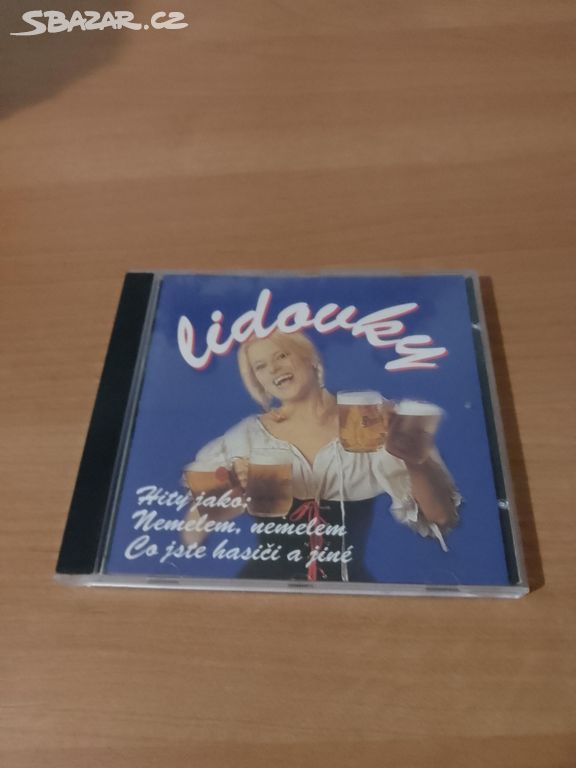 SBAZAR.CZ
lidovky
Hity jako:
Nemelem, nemelem
Co jste hasiči a jiné